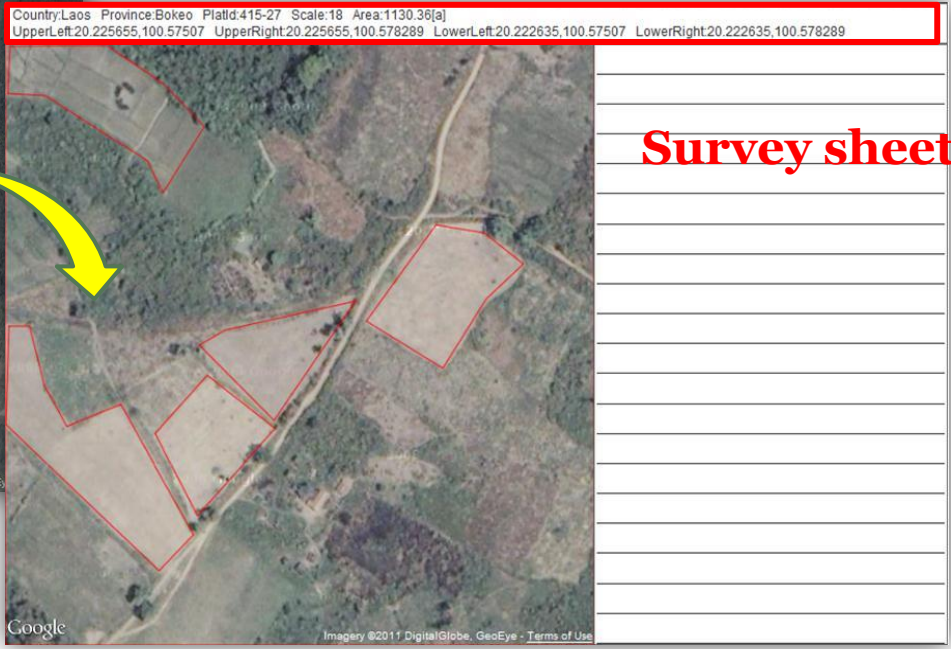 Country:Laos Province:Bokeo PlatId:415-27 Scale:18 Area:1130.36[a]
UpperLeft:20.225655,100.57507 UpperRight:20.225655,100.578289 LowerLeft:20.222635,100.57507 LowerRight:20.222635,100.578289
Survey sheet
Google
Imagery ©2011 DigitalGlobe, GeoEye - Terms of Use